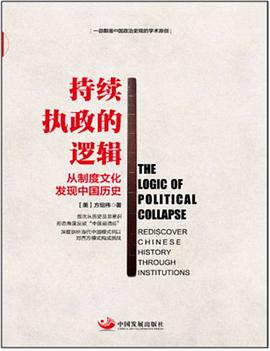 一部颠覆中国政治史观的学术原创
持续
执政的
逻辑
从制度文化
发现中国历史
[美] 方绍伟 ◎ 著
THE
LOGIC OF
POLITICAL
COLLAPSE
REDISCOVER
CHINESE
HISTORY
THROUGH
INSTITUTIONS
中国发展出版社